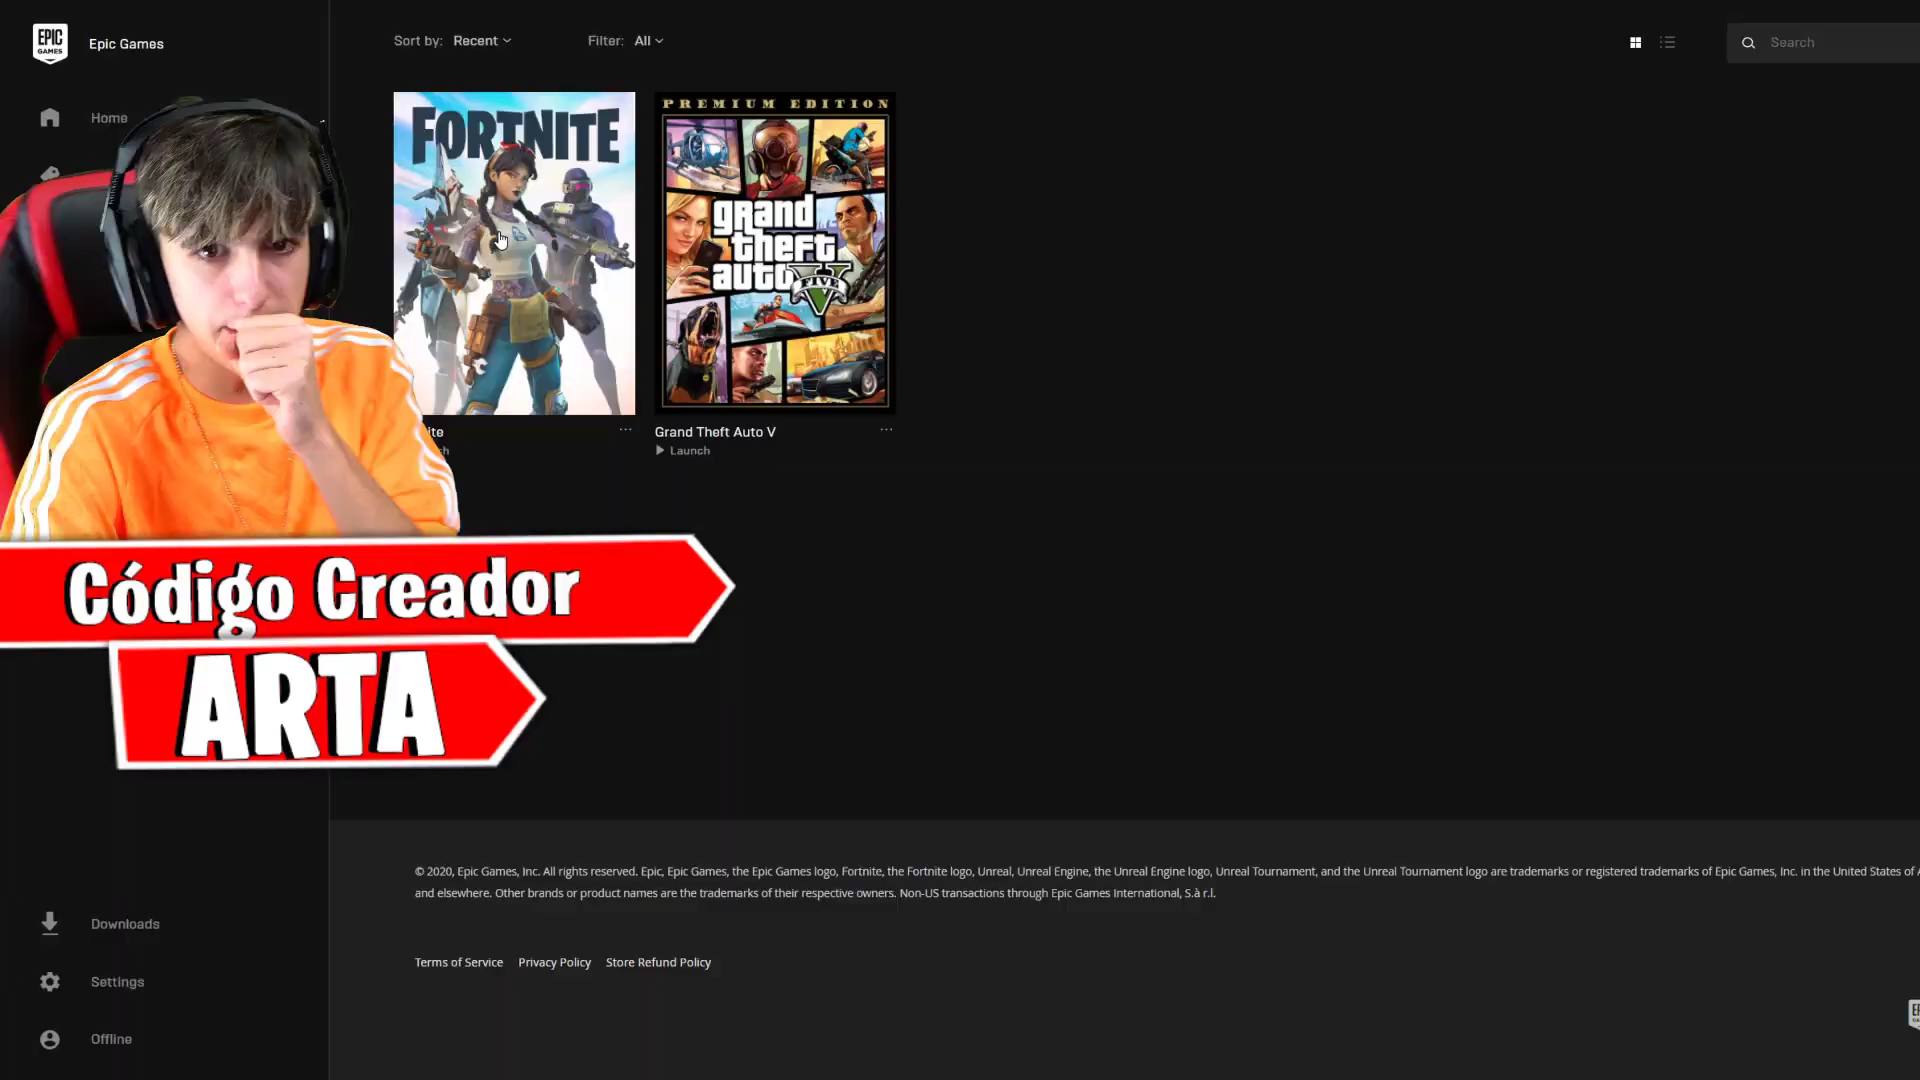 EPIC
GAMES
Epic Games
Sort by: Recent
Filter: All
Search
Home
FORTNITE
PREMIUM EDITION
grand
theft
auto
FIVE
ite
Grand Theft Auto V
Launch
Código Creador
ARTA
© 2020, Epic Games, Inc. All rights reserved. Epic, Epic Games, the Epic Games logo, Fortnite, the Fortnite logo, Unreal, Unreal Engine, the Unreal Engine logo, Unreal Tournament, and the Unreal Tournament logo are trademarks or registered trademarks of Epic Games, Inc. in the United States of A
and elsewhere. Other brands or product names are the trademarks of their respective owners. Non-US transactions through Epic Games International, S.à r.l.
Downloads
Terms of Service
Privacy Policy
Store Refund Policy
Settings
Offline